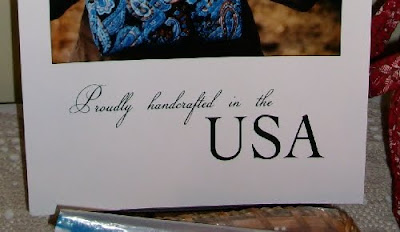 Proudly handcrafted in the
USA